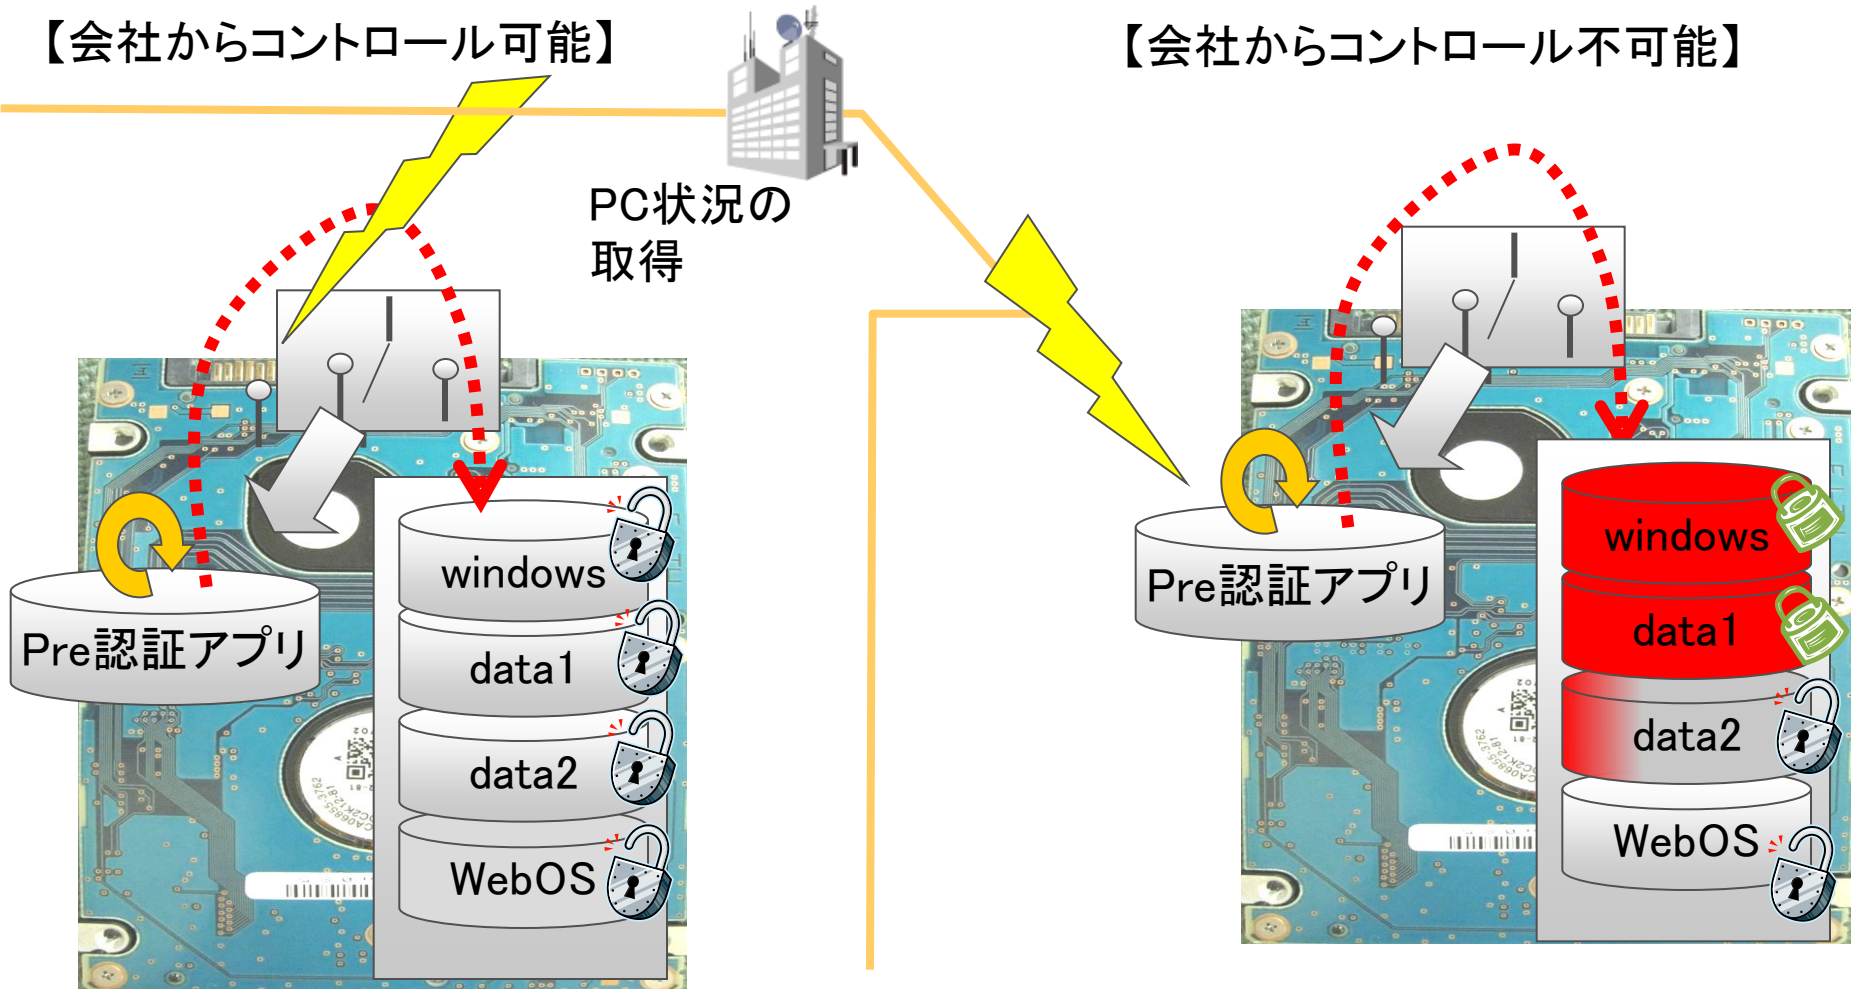 【会社からコントロール可能】
【会社からコントロール不可能】
PC状況の
取得
Pre認証アプリ
windows
data1
data2
WebOS
Pre認証アプリ
windows
data1
data2
WebOS